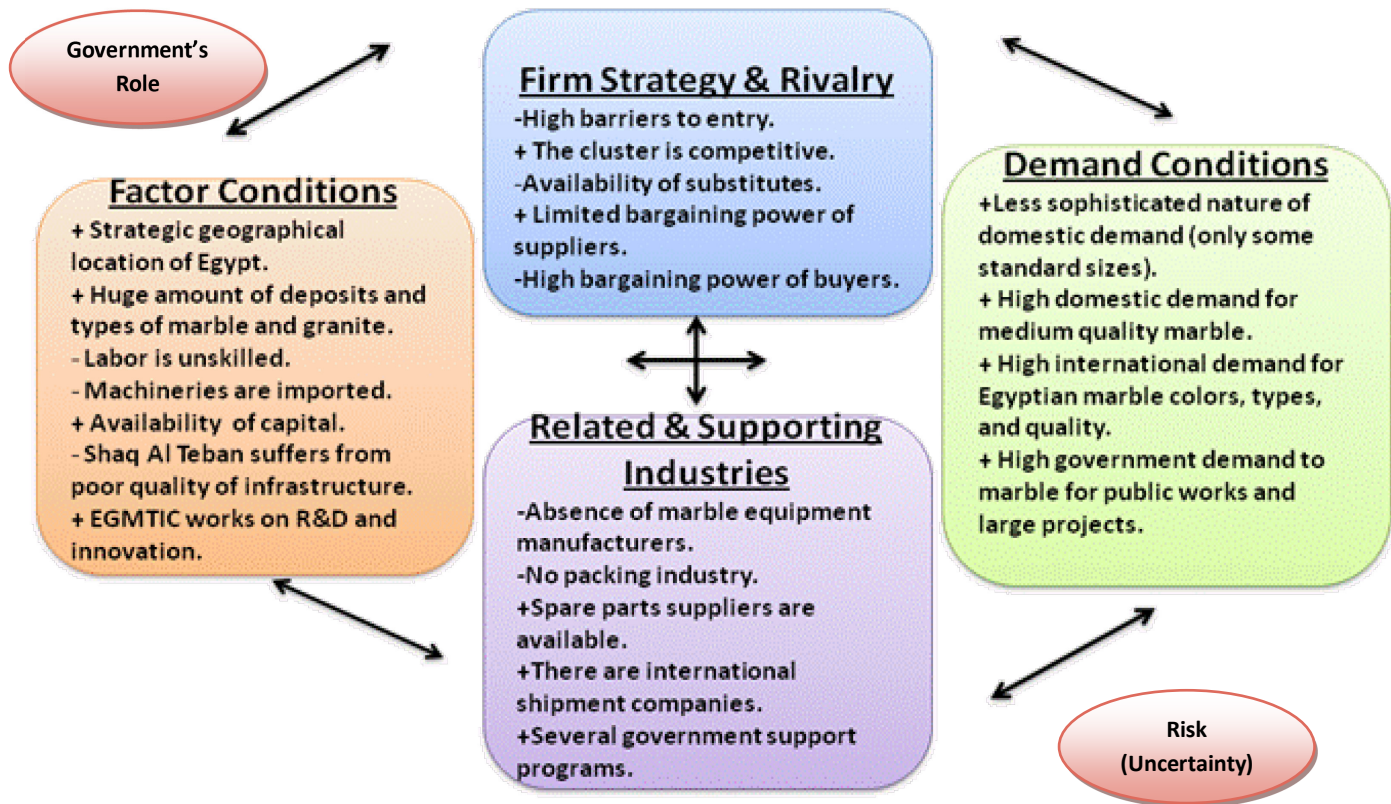 Government’s
Role
Firm Strategy & Rivalry
-High barriers to entry.
+ The cluster is competitive.
-Availability of substitutes.
+ Limited bargaining power of
suppliers.
-High bargaining power of buyers.
Factor Conditions
+ Strategic geographical
location of Egypt.
+ Huge amount of deposits and
types of marble and granite.
- Labor is unskilled.
- Machineries are imported.
+ Availability of capital.
- Shaq Al Teban suffers from
poor quality of infrastructure.
+ EGMTIC works on R&D and
innovation.
Demand Conditions
+Less sophisticated nature of
domestic demand (only some
standard sizes).
+ High domestic demand for
medium quality marble.
+ High international demand for
Egyptian marble colors, types,
and quality.
+ High government demand to
marble for public works and
large projects.
Related & Supporting
Industries
-Absence of marble equipment
manufacturers.
-No packing industry.
+Spare parts suppliers are
available.
+There are international
shipment companies.
+Several government support
programs.
Risk
(Uncertainty)